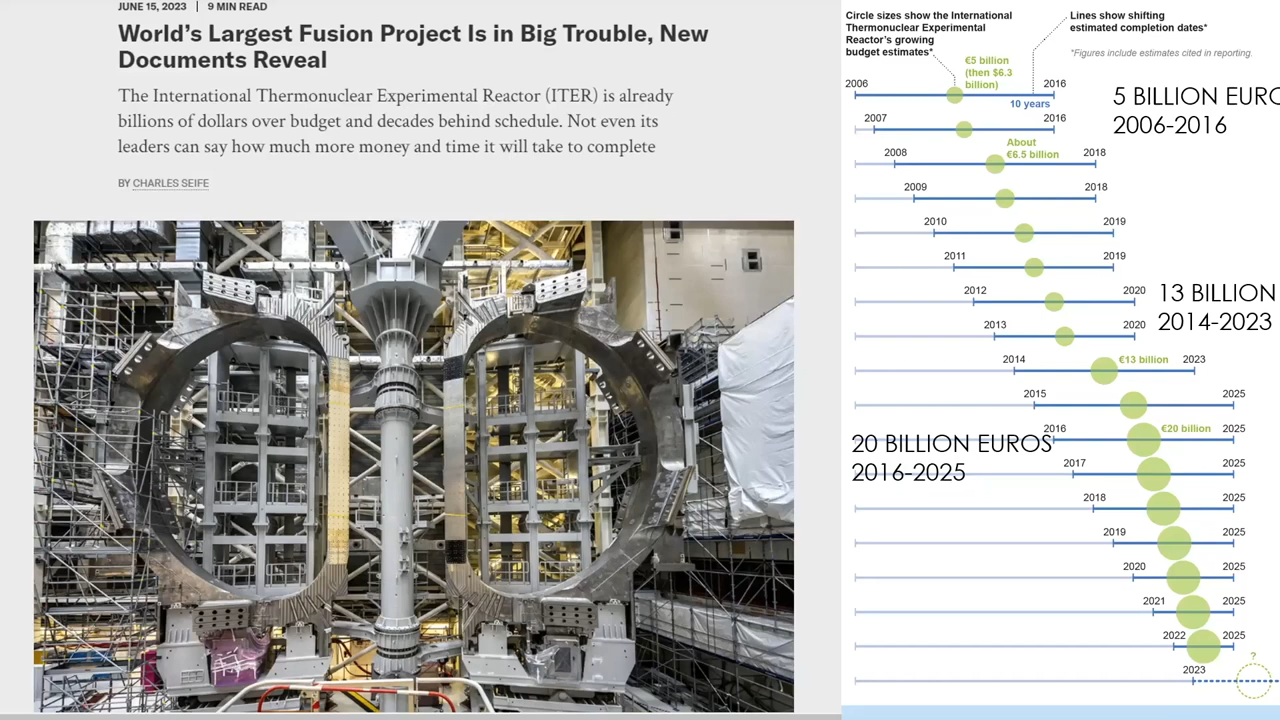 JUNE 15, 2023 | 9 MIN READ
World's Largest Fusion Project Is in Big Trouble, New
Documents Reveal
The International Thermonuclear Experimental Reactor (ITER) is already
billions of dollars over budget and decades behind schedule. Not even its
leaders can say how much more money and time it will take to complete
BY CHARLES SEIFE
Circle sizes show the International
Thermonuclear Experimental
Reactor's growing
budget estimates*
Lines show shifting
estimated completion dates*
*Figures include estimates cited in reporting.
€5 billion
(then $6.3
billion)
2006 2016
10 years
5 BILLION EURO
2006-2016
2007 2016
About
€6.5 billion
2008 2018
2009 2018
2010 2019
2011 2019
2012 2020
13 BILLION
2014-2023
2013 2020
2014 €13 billion 2023
2015 2025
2016 €20 billion 2025
20 BILLION EUROS
2016-2025
2017 2025
2018 2025
2019 2025
2020 2025
2021 2025
2022 2025
2023 ?